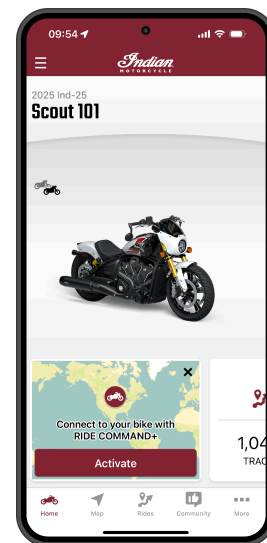 09:54
Indian
MOTORCYCLE
2025 Ind-25
Scout 101
Connect to your bike with
RIDE COMMAND+
Activate
1,04
TRAC
Home
Map
Rides
Community
More